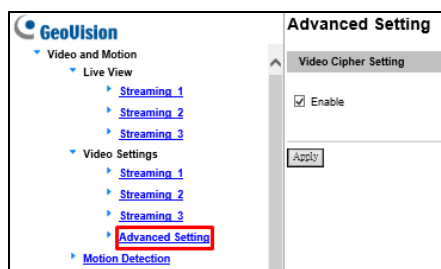 GeoVision
Video and Motion
Live View
Streaming 1
Streaming 2
Streaming 3
Video Settings
Streaming 1
Streaming 2
Streaming 3
Advanced Setting
Motion Detection
Advanced Setting
Video Cipher Setting
Enable
Apply